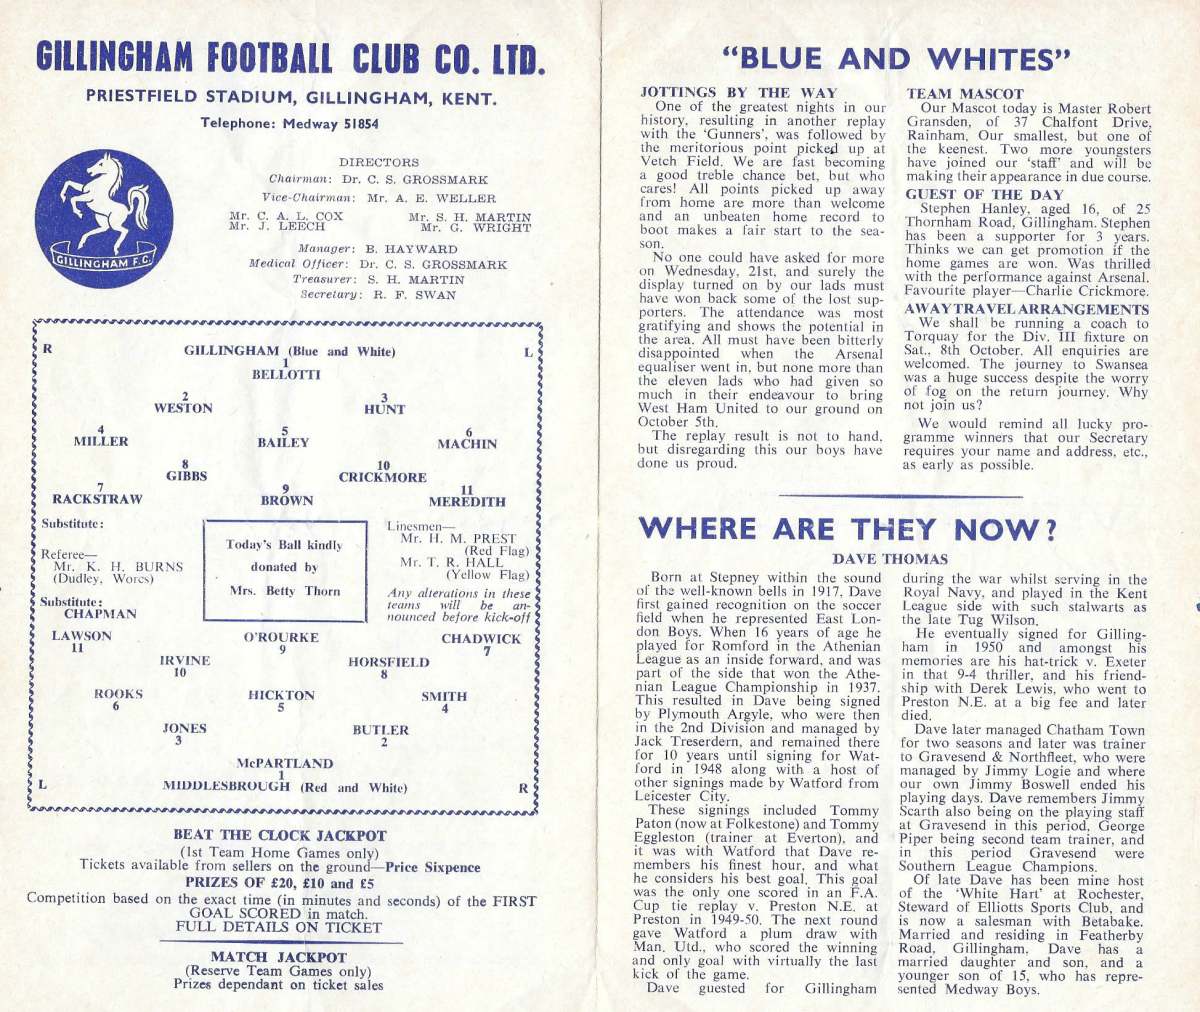 GILLINGHAM FOOTBALL CLUB CO. LTD.
PRIESTFIELD STADIUM, GILLINGHAM, KENT.
Telephone: Medway 51854
GILLINGHAM F.C.
DIRECTORS
Chairman: Dr. C. S. GROSSMARK
Vice-Chairman: Mr. A. E. WELLER
Mr. C. A. L. COX Mr. S. H. MARTIN
Mr. J. LEECH Mr. G. WRIGHT
Manager: B. HAYWARD
Medical Officer: Dr. C. S. GROSSMARK
Treasurer: S. H. MARTIN
Secretary: R. F. SWAN
R GILLINGHAM (Blue and White) L
1
BELLOTTI
2 3
WESTON HUNT
4 5 6
MILLER BAILEY MACHIN
8 10
GIBBS CRICKMORE
7 9 11
RACKSTRAW BROWN MEREDITH
Substitute:
Referee—
Mr. K. H. BURNS
(Dudley, Worcs)
Today's Ball kindly
donated by
Mrs. Betty Thorn
Linesmen—
Mr. H. M. PREST
(Red Flag)
Mr. T. R. HALL
(Yellow Flag)
Any alterations in these
teams will be an-
nounced before kick-off
Substitute:
CHAPMAN
LAWSON O'ROURKE CHADWICK
11 9 7
IRVINE HORSFIELD
10 8
ROOKS HICKTON SMITH
6 5 4
JONES BUTLER
3 2
McPARTLAND
1
L MIDDLESBROUGH (Red and White) R
BEAT THE CLOCK JACKPOT
(1st Team Home Games only)
Tickets available from sellers on the ground—Price Sixpence
PRIZES OF £20, £10 and £5
Competition based on the exact time (in minutes and seconds) of the FIRST
GOAL SCORED in match.
FULL DETAILS ON TICKET
MATCH JACKPOT
(Reserve Team Games only)
Prizes dependant on ticket sales
"BLUE AND WHITES"
JOTTINGS BY THE WAY
One of the greatest nights in our
history, resulting in another replay
with the 'Gunners', was followed by
the meritorious point picked up at
Vetch Field. We are fast becoming
a good treble chance bet, but who
cares! All points picked up away
from home are more than welcome
and an unbeaten home record to
boot makes a fair start to the sea-
son.
No one could have asked for more
on Wednesday, 21st, and surely the
display turned on by our lads must
have won back some of the lost sup-
porters. The attendance was most
gratifying and shows the potential in
the area. All must have been bitterly
disappointed when the Arsenal
equaliser went in, but none more than
the eleven lads who had given so
much in their endeavour to bring
West Ham United to our ground on
October 5th.
The replay result is not to hand,
but disregarding this our boys have
done us proud.
TEAM MASCOT
Our Mascot today is Master Robert
Gransden, of 37 Chalfont Drive,
Rainham. Our smallest, but one of
the keenest. Two more youngsters
have joined our 'staff' and will be
making their appearance in due course.
GUEST OF THE DAY
Stephen Hanley, aged 16, of 25
Thornham Road, Gillingham. Stephen
has been a supporter for 3 years.
Thinks we can get promotion if the
home games are won. Was thrilled
with the performance against Arsenal.
Favourite player—Charlie Crickmore.
AWAY TRAVEL ARRANGEMENTS
We shall be running a coach to
Torquay for the Div. III fixture on
Sat., 8th October. All enquiries are
welcomed. The journey to Swansea
was a huge success despite the worry
of fog on the return journey. Why
not join us?
We would remind all lucky pro-
gramme winners that our Secretary
requires your name and address, etc.,
as early as possible.
WHERE ARE THEY NOW?
DAVE THOMAS
Born at Stepney within the sound
of the well-known bells in 1917, Dave
first gained recognition on the soccer
field when he represented East Lon-
don Boys. When 16 years of age he
played for Romford in the Athenian
League as an inside forward, and was
part of the side that won the Athe-
nian League Championship in 1937.
This resulted in Dave being signed
by Plymouth Argyle, who were then
in the 2nd Division and managed by
Jack Treserdern, and remained there
for 10 years until signing for Wat-
ford in 1948 along with a host of
other signings made by Watford from
Leicester City.
These signings included Tommy
Paton (now at Folkestone) and Tommy
Eggleston (trainer at Everton), and
it was with Watford that Dave re-
members his finest hour, and what
he considers his best goal. This goal
was the only one scored in an F.A.
Cup tie replay v. Preston N.E. at
Preston in 1949-50. The next round
gave Watford a plum draw with
Man. Utd., who scored the winning
and only goal with virtually the last
kick of the game.
Dave guested for Gillingham
during the war whilst serving in the
Royal Navy, and played in the Kent
League side with such stalwarts as
the late Tug Wilson.
He eventually signed for Gilling-
ham in 1950 and amongst his
memories are his hat-trick v. Exeter
in that 9-4 thriller, and his friend-
ship with Derek Lewis, who went to
Preston N.E. at a big fee and later
died.
Dave later managed Chatham Town
for two seasons and later was trainer
to Gravesend & Northfleet, who were
managed by Jimmy Logie and where
our own Jimmy Boswell ended his
playing days. Dave remembers Jimmy
Scarth also being on the playing staff
at Gravesend in this period, George
Piper being second team trainer, and
in this period Gravesend were
Southern League Champions.
Of late Dave has been mine host
of the 'White Hart' at Rochester,
Steward of Elliotts Sports Club, and
is now a salesman with Betabake.
Married and residing in Featherby
Road, Gillingham, Dave has a
married daughter and son, and a
younger son of 15, who has repre-
sented Medway Boys.